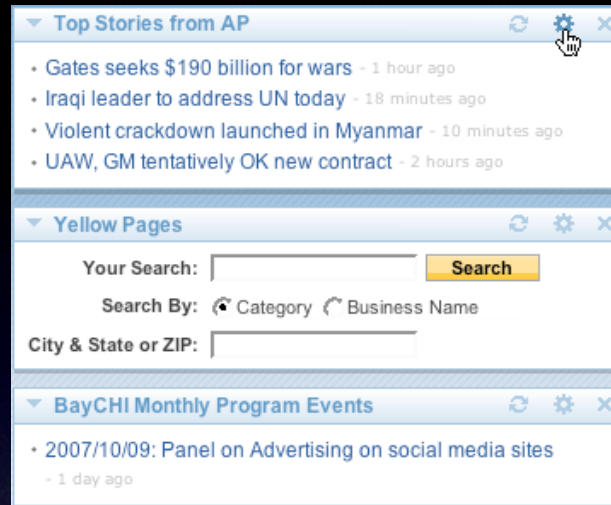 Top Stories from AP
Gates seeks $190 billion for wars - 1 hour ago
Iraqi leader to address UN today - 18 minutes ago
Violent crackdown launched in Myanmar - 10 minutes ago
UAW, GM tentatively OK new contract - 2 hours ago
Yellow Pages
Your Search: Search
Search By: Category Business Name
City & State or ZIP:
BayCHI Monthly Program Events
2007/10/09: Panel on Advertising on social media sites
- 1 day ago